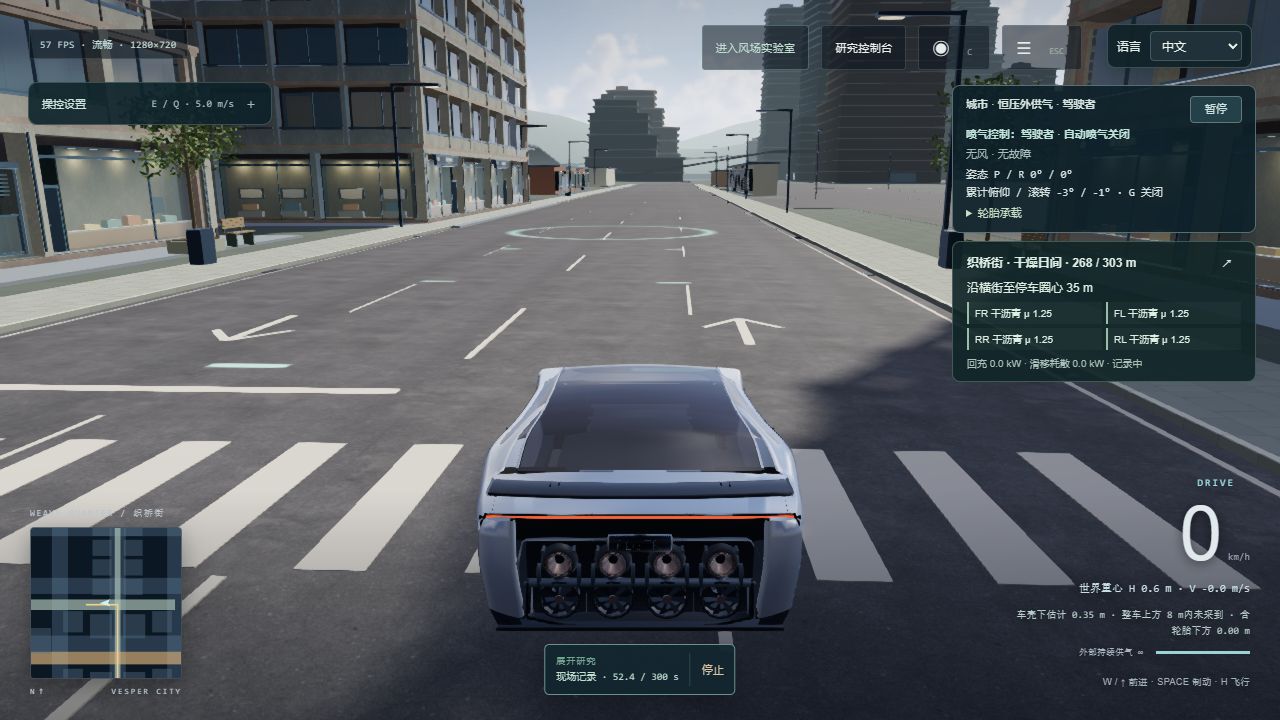 57 FPS · 流畅 · 1280×720
进入风场实验室
研究控制台
C
ESC
语言 中文
操控设置 E / Q · 5.0 m/s +
城市 · 恒压外供气 · 驾驶者
暂停
喷气控制：驾驶者 · 自动喷气关闭
无风 · 无故障
姿态 P / R 0° / 0°
累计俯仰 / 滚转 -3° / -1° · G 关闭
轮胎承载
织桥街 · 干燥日间 · 268 / 303 m
沿横街至停车圈心 35 m
FR 干沥青 μ 1.25
FL 干沥青 μ 1.25
RR 干沥青 μ 1.25
RL 干沥青 μ 1.25
回充 0.0 kW · 滑移耗散 0.0 kW · 记录中
DRIVE
0 km/h
世界重心 H 0.6 m · V -0.0 m/s
车壳下估计 0.35 m · 整车上方 8 m内未采到 · 含
轮胎下方 0.00 m
外部持续供气 ∞
W / ↑ 前进 · SPACE 制动 · H 飞行
/ 织桥街
N ↑ VESPER CITY
展开研究
现场记录 · 52.4 / 300 s
停止